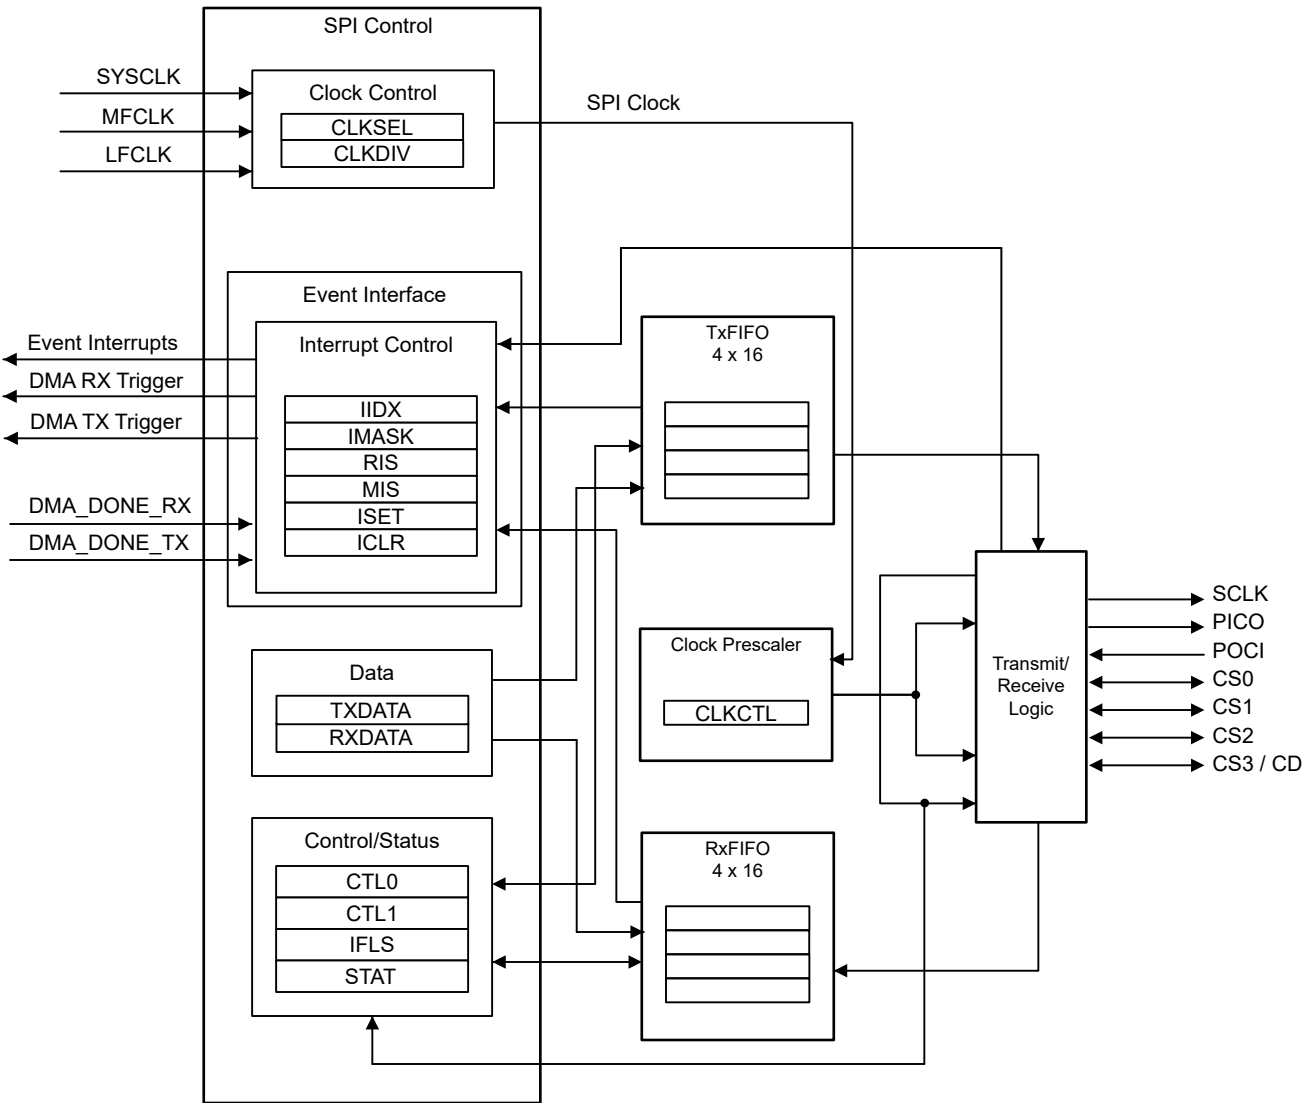 SPI Control
SYSCLK
MFCLK
LFCLK
Clock Control
CLKSEL
CLKDIV
SPI Clock
Event Interface
Interrupt Control
IIDX
IMASK
RIS
MIS
ISET
ICLR
Event Interrupts
DMA RX Trigger
DMA TX Trigger
DMA_DONE_RX
DMA_DONE_TX
TxFIFO
4 x 16
Data
TXDATA
RXDATA
Clock Prescaler
CLKCTL
Transmit/
Receive
Logic
SCLK
PICO
POCI
CS0
CS1
CS2
CS3 / CD
Control/Status
CTL0
CTL1
IFLS
STAT
RxFIFO
4 x 16